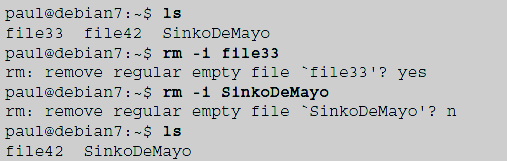 paul@debian7:~$ ls
file33  file42  SinkoDeMayo
paul@debian7:~$ rm -i file33
rm: remove regular empty file `file33'? yes
paul@debian7:~$ rm -i SinkoDeMayo
rm: remove regular empty file `SinkoDeMayo'? n
paul@debian7:~$ ls
file42  SinkoDeMayo